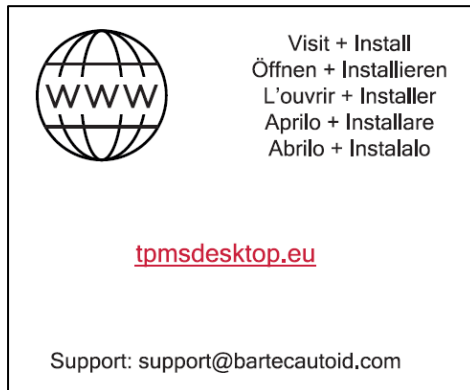 WWW
Visit + Install
Öffnen + Installieren
L'ouvrir + Installer
Aprilo + Installare
Abrilo + Instalalo
tpmsdesktop.eu
Support: support@bartecautoid.com